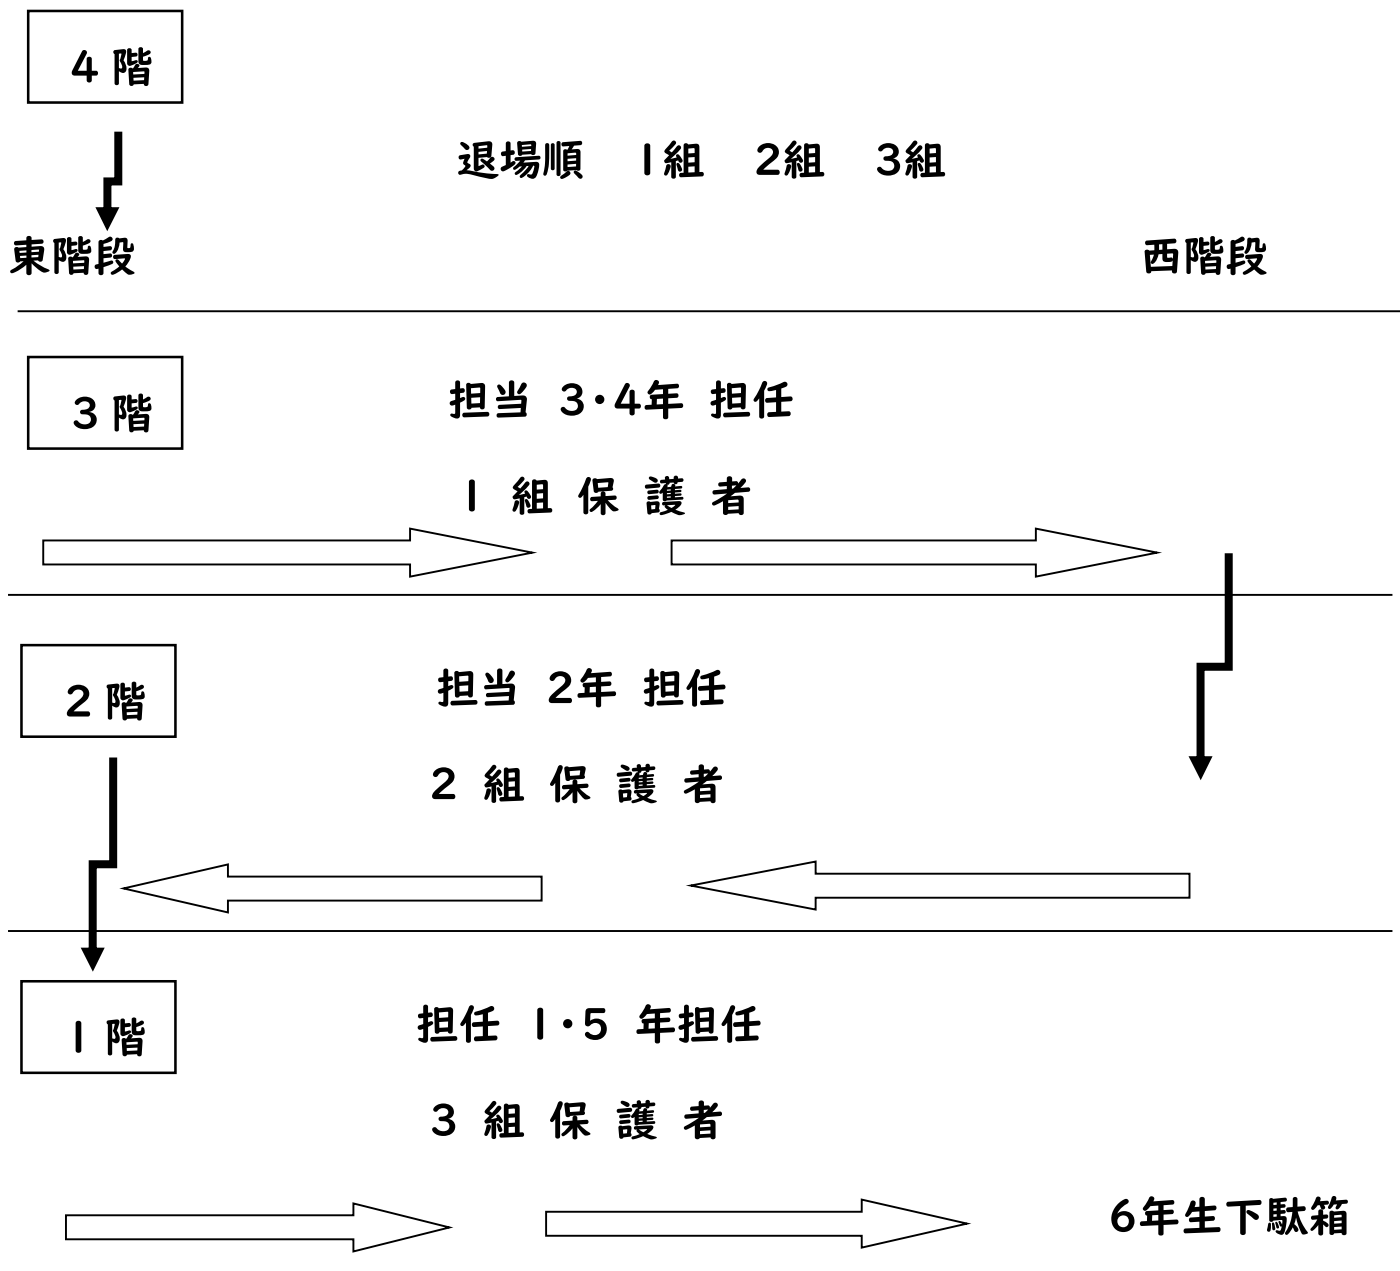 4階
退場順　1組　2組　3組
東階段　西階段
3階
担当 3・4年 担任
1組保護者
2階
担当 2年 担任
2組保護者
1階
担任 1・5 年担任
3組保護者
6年生下駄箱